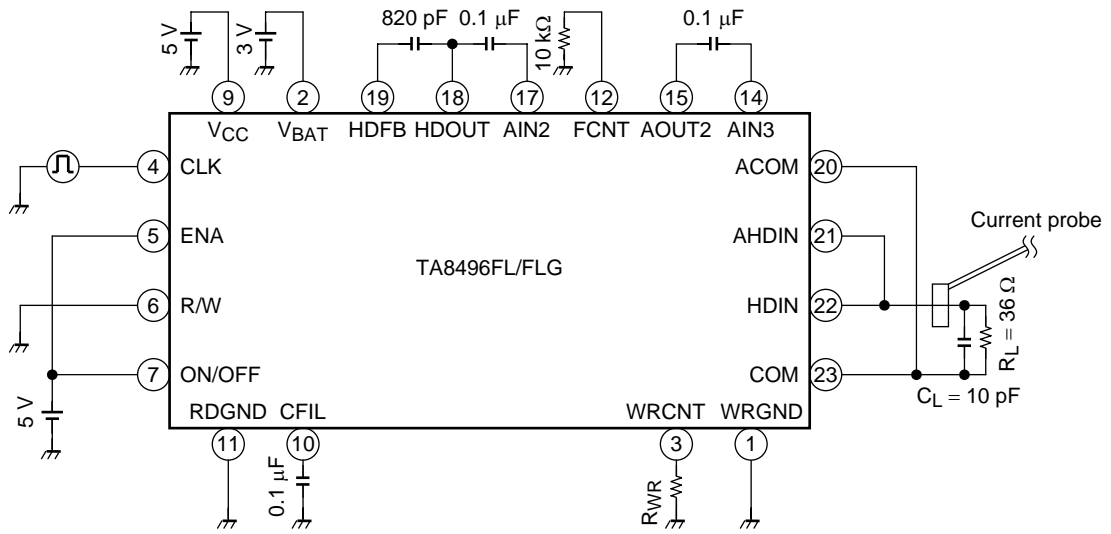 820 pF 0.1 µF 0.1 µF
5 V
3 V
10 kΩ
9 2 19 18 17 12 15 14
VCC VBAT HDFB HDOUT AIN2 FCNT AOUT2 AIN3
4 CLK
ACOM 20
Current probe
5 ENA
AHDIN 21
TA8496FL/FLG
6 R/W
HDIN 22
RL = 36 Ω
7 ON/OFF
COM 23
CL = 10 pF
5 V
RDGND CFIL WRCNT WRGND
11 10 3 1
0.1 µF
RWR